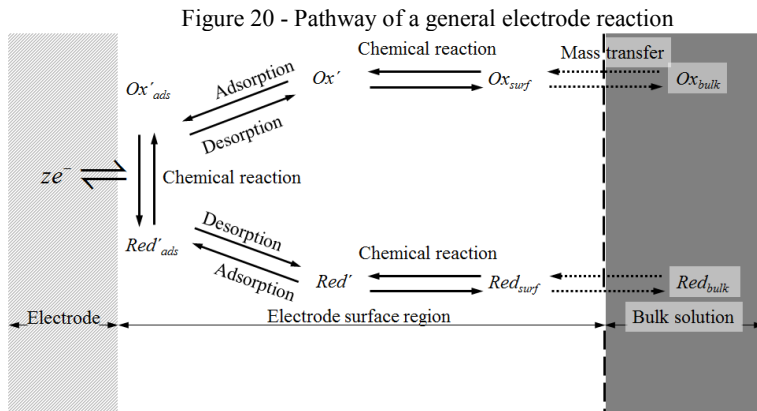 Figure 20 - Pathway of a general electrode reaction
Chemical reaction
Mass transfer
Adsorption
Ox´ads
Ox´
Oxsurf
Oxbulk
Desorption
ze⁻
Chemical reaction
Red´ads
Desorption
Adsorption
Chemical reaction
Red´
Redsurf
Redbulk
Electrode
Electrode surface region
Bulk solution